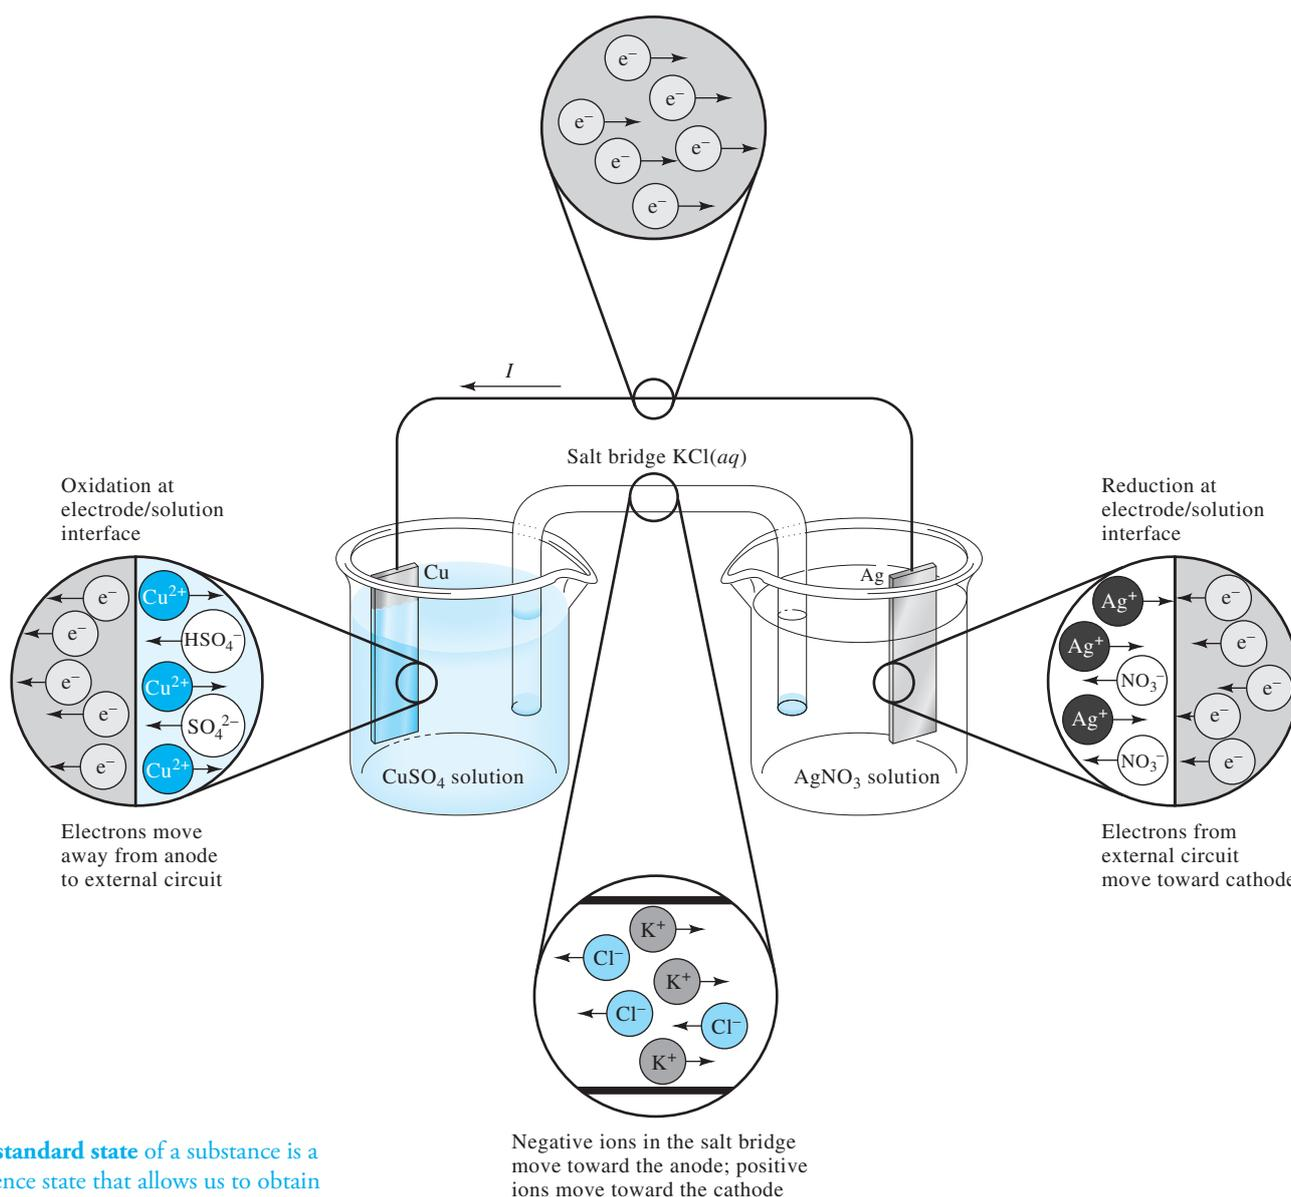 e⁻
e⁻
e⁻
e⁻
e⁻
e⁻
I
Salt bridge KCl(aq)
Oxidation at
electrode/solution
interface
Reduction at
electrode/solution
interface
Cu
Ag
e⁻
e⁻
e⁻
e⁻
e⁻
Cu²⁺
HSO₄⁻
Cu²⁺
SO₄²⁻
Cu²⁺
Ag⁺
Ag⁺
NO₃⁻
Ag⁺
NO₃⁻
e⁻
e⁻
e⁻
e⁻
e⁻
CuSO₄ solution
AgNO₃ solution
Electrons move
away from anode
to external circuit
Electrons from
external circuit
move toward cathode
K⁺
Cl⁻
K⁺
Cl⁻
Cl⁻
K⁺
Negative ions in the salt bridge
move toward the anode; positive
ions move toward the cathode
standard state of a substance is a
ence state that allows us to obtain